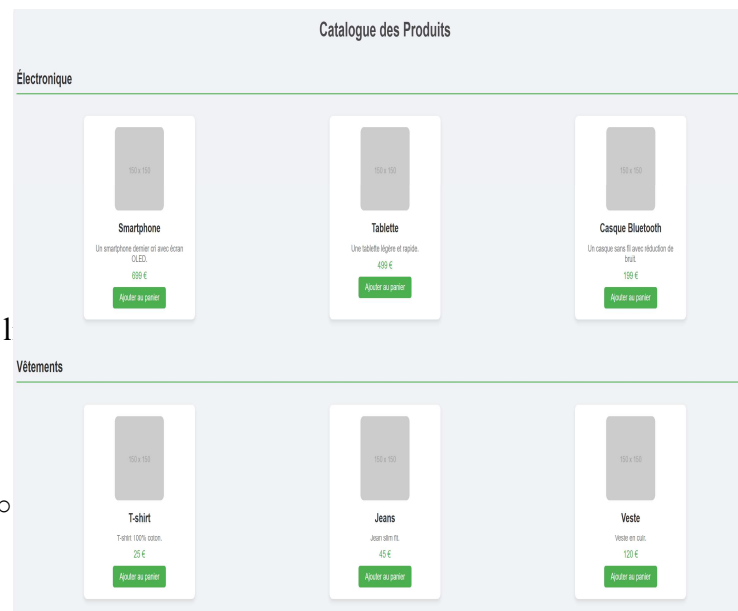 Catalogue des Produits
Électronique
150 x 150
150 x 150
150 x 150
Smartphone
Tablette
Casque Bluetooth
Un smartphone dernier cri avec écran
OLED.
Une tablette légère et rapide.
Un casque sans fil avec réduction de
bruit.
699 €
499 €
199 €
Ajouter au panier
Ajouter au panier
Ajouter au panier
1
Vêtements
150 x 150
150 x 150
150 x 150
T-shirt
Jeans
Veste
T-shirt 100% coton.
Jean slim fit.
Veste en cuir.
25 €
45 €
120 €
Ajouter au panier
Ajouter au panier
Ajouter au panier